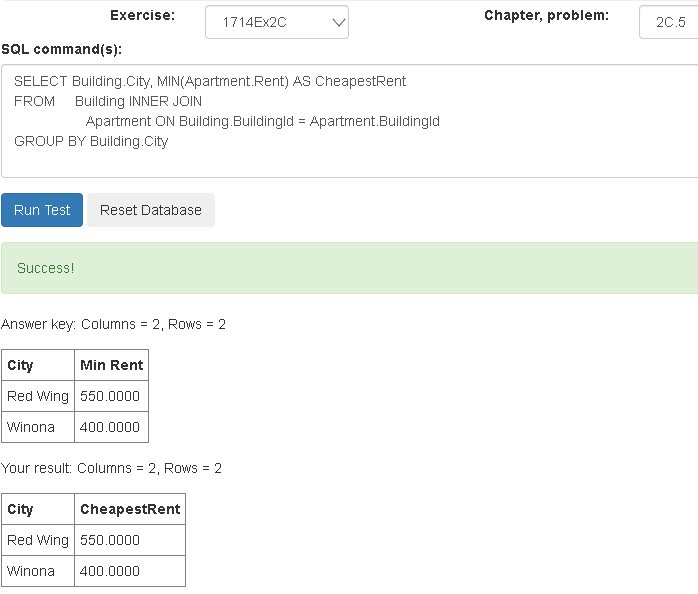 Exercise: 1714Ex2C Chapter, problem: 2C.5
SQL command(s):
SELECT Building.City, MIN(Apartment.Rent) AS CheapestRent
FROM Building INNER JOIN
Apartment ON Building.BuildingId = Apartment.BuildingId
GROUP BY Building.City
Run Test Reset Database
Success!
Answer key: Columns = 2, Rows = 2
City Min Rent
Red Wing 550.0000
Winona 400.0000
Your result: Columns = 2, Rows = 2
City CheapestRent
Red Wing 550.0000
Winona 400.0000